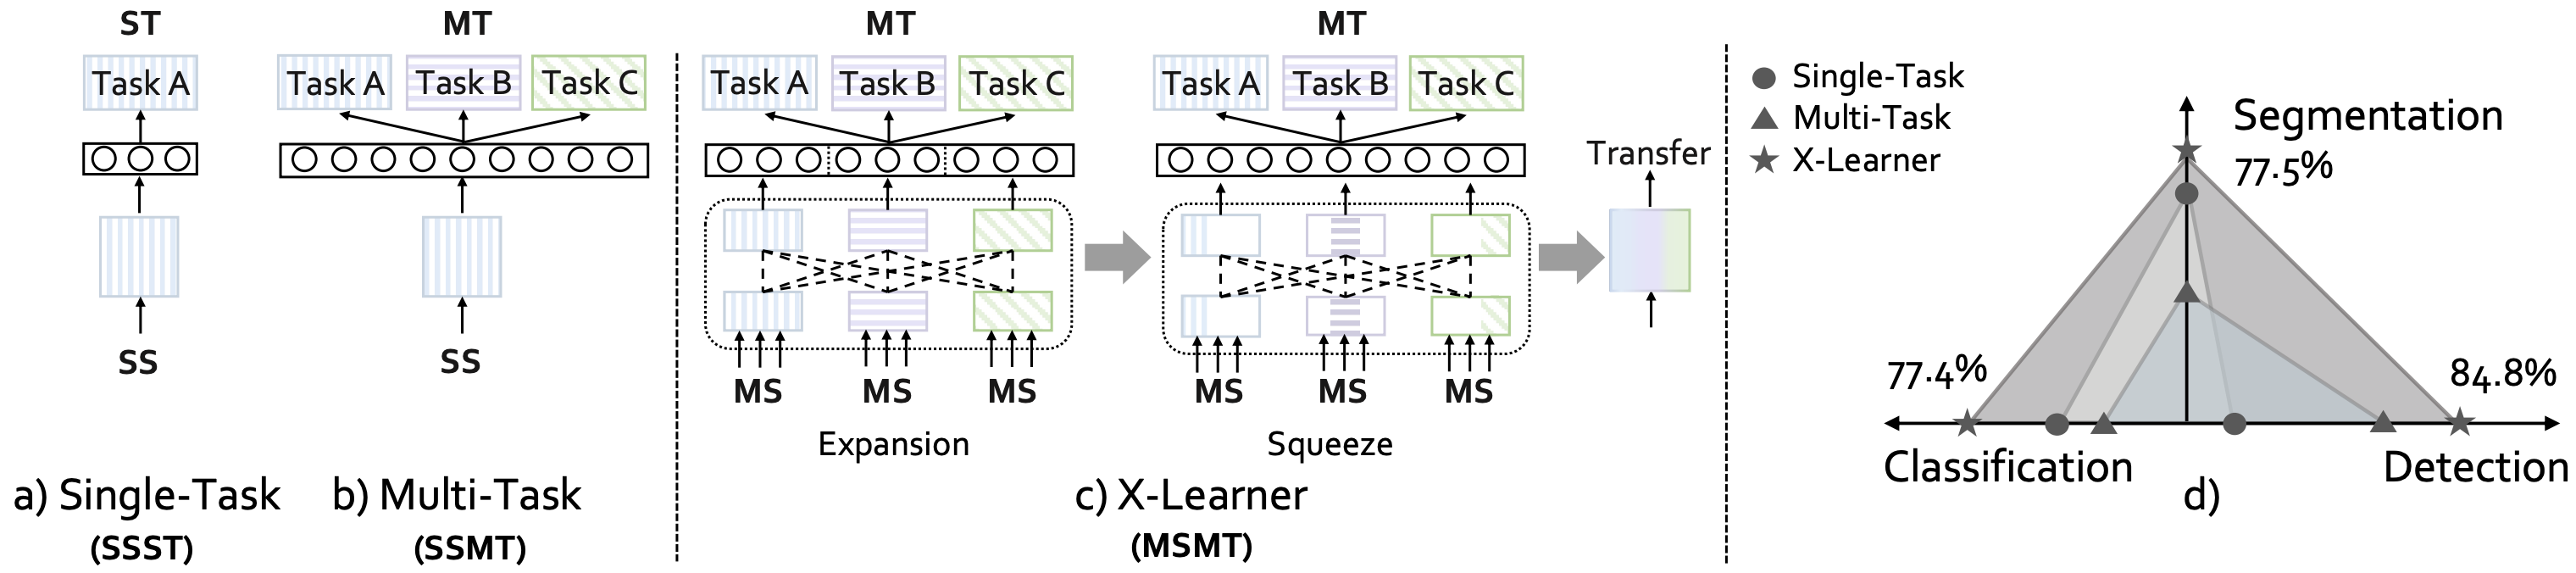 ST
Task A
SS
a) Single-Task
(SSST)
MT
Task A Task B Task C
SS
b) Multi-Task
(SSMT)
MT
Task A Task B Task C
MS MS MS
Expansion
MT
Task A Task B Task C
MS MS MS
Squeeze
Transfer
c) X-Learner
(MSMT)
Single-Task
Multi-Task
X-Learner
Segmentation
77.5%
77.4%
84.8%
Classification
Detection
d)